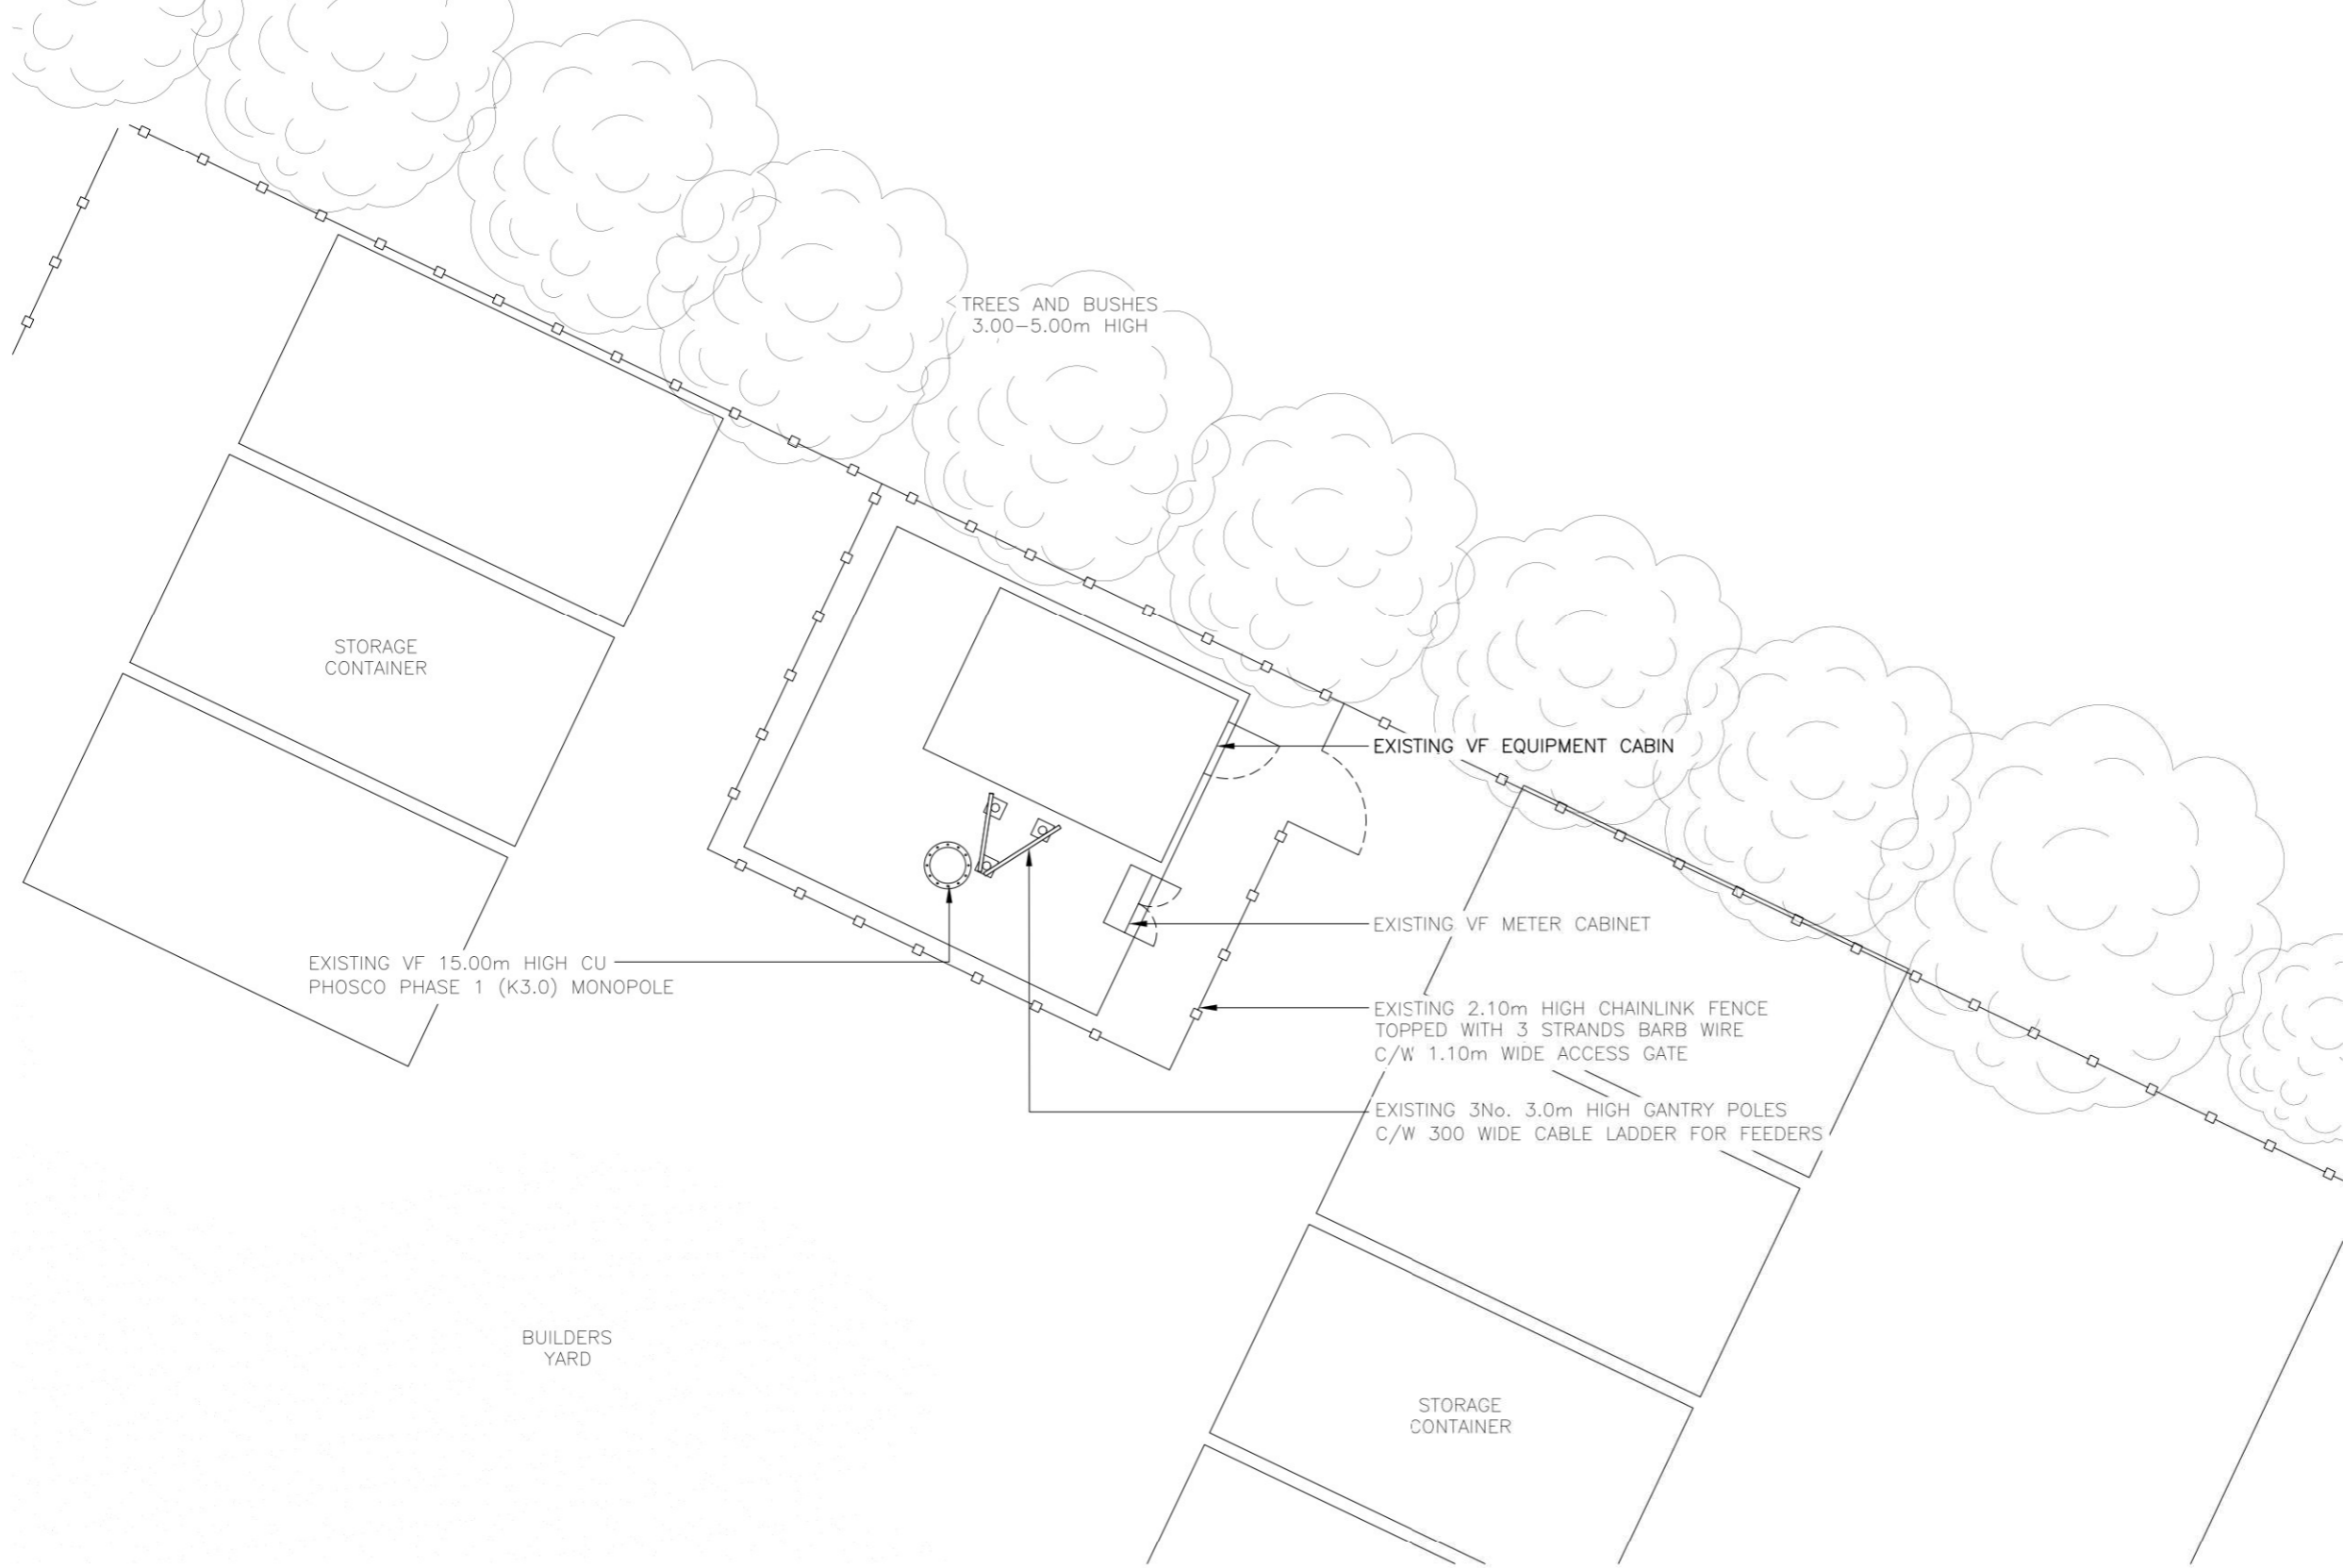 TREES AND BUSHES
3.00-5.00m HIGH
STORAGE
CONTAINER
EXISTING VF EQUIPMENT CABIN
EXISTING VF METER CABINET
EXISTING VF 15.00m HIGH CU
PHOSCO PHASE 1 (K3.0) MONOPOLE
EXISTING 2.10m HIGH CHAINLINK FENCE
TOPPED WITH 3 STRANDS BARB WIRE
C/W 1.10m WIDE ACCESS GATE
EXISTING 3No. 3.0m HIGH GANTRY POLES
C/W 300 WIDE CABLE LADDER FOR FEEDERS
BUILDERS
YARD
STORAGE
CONTAINER